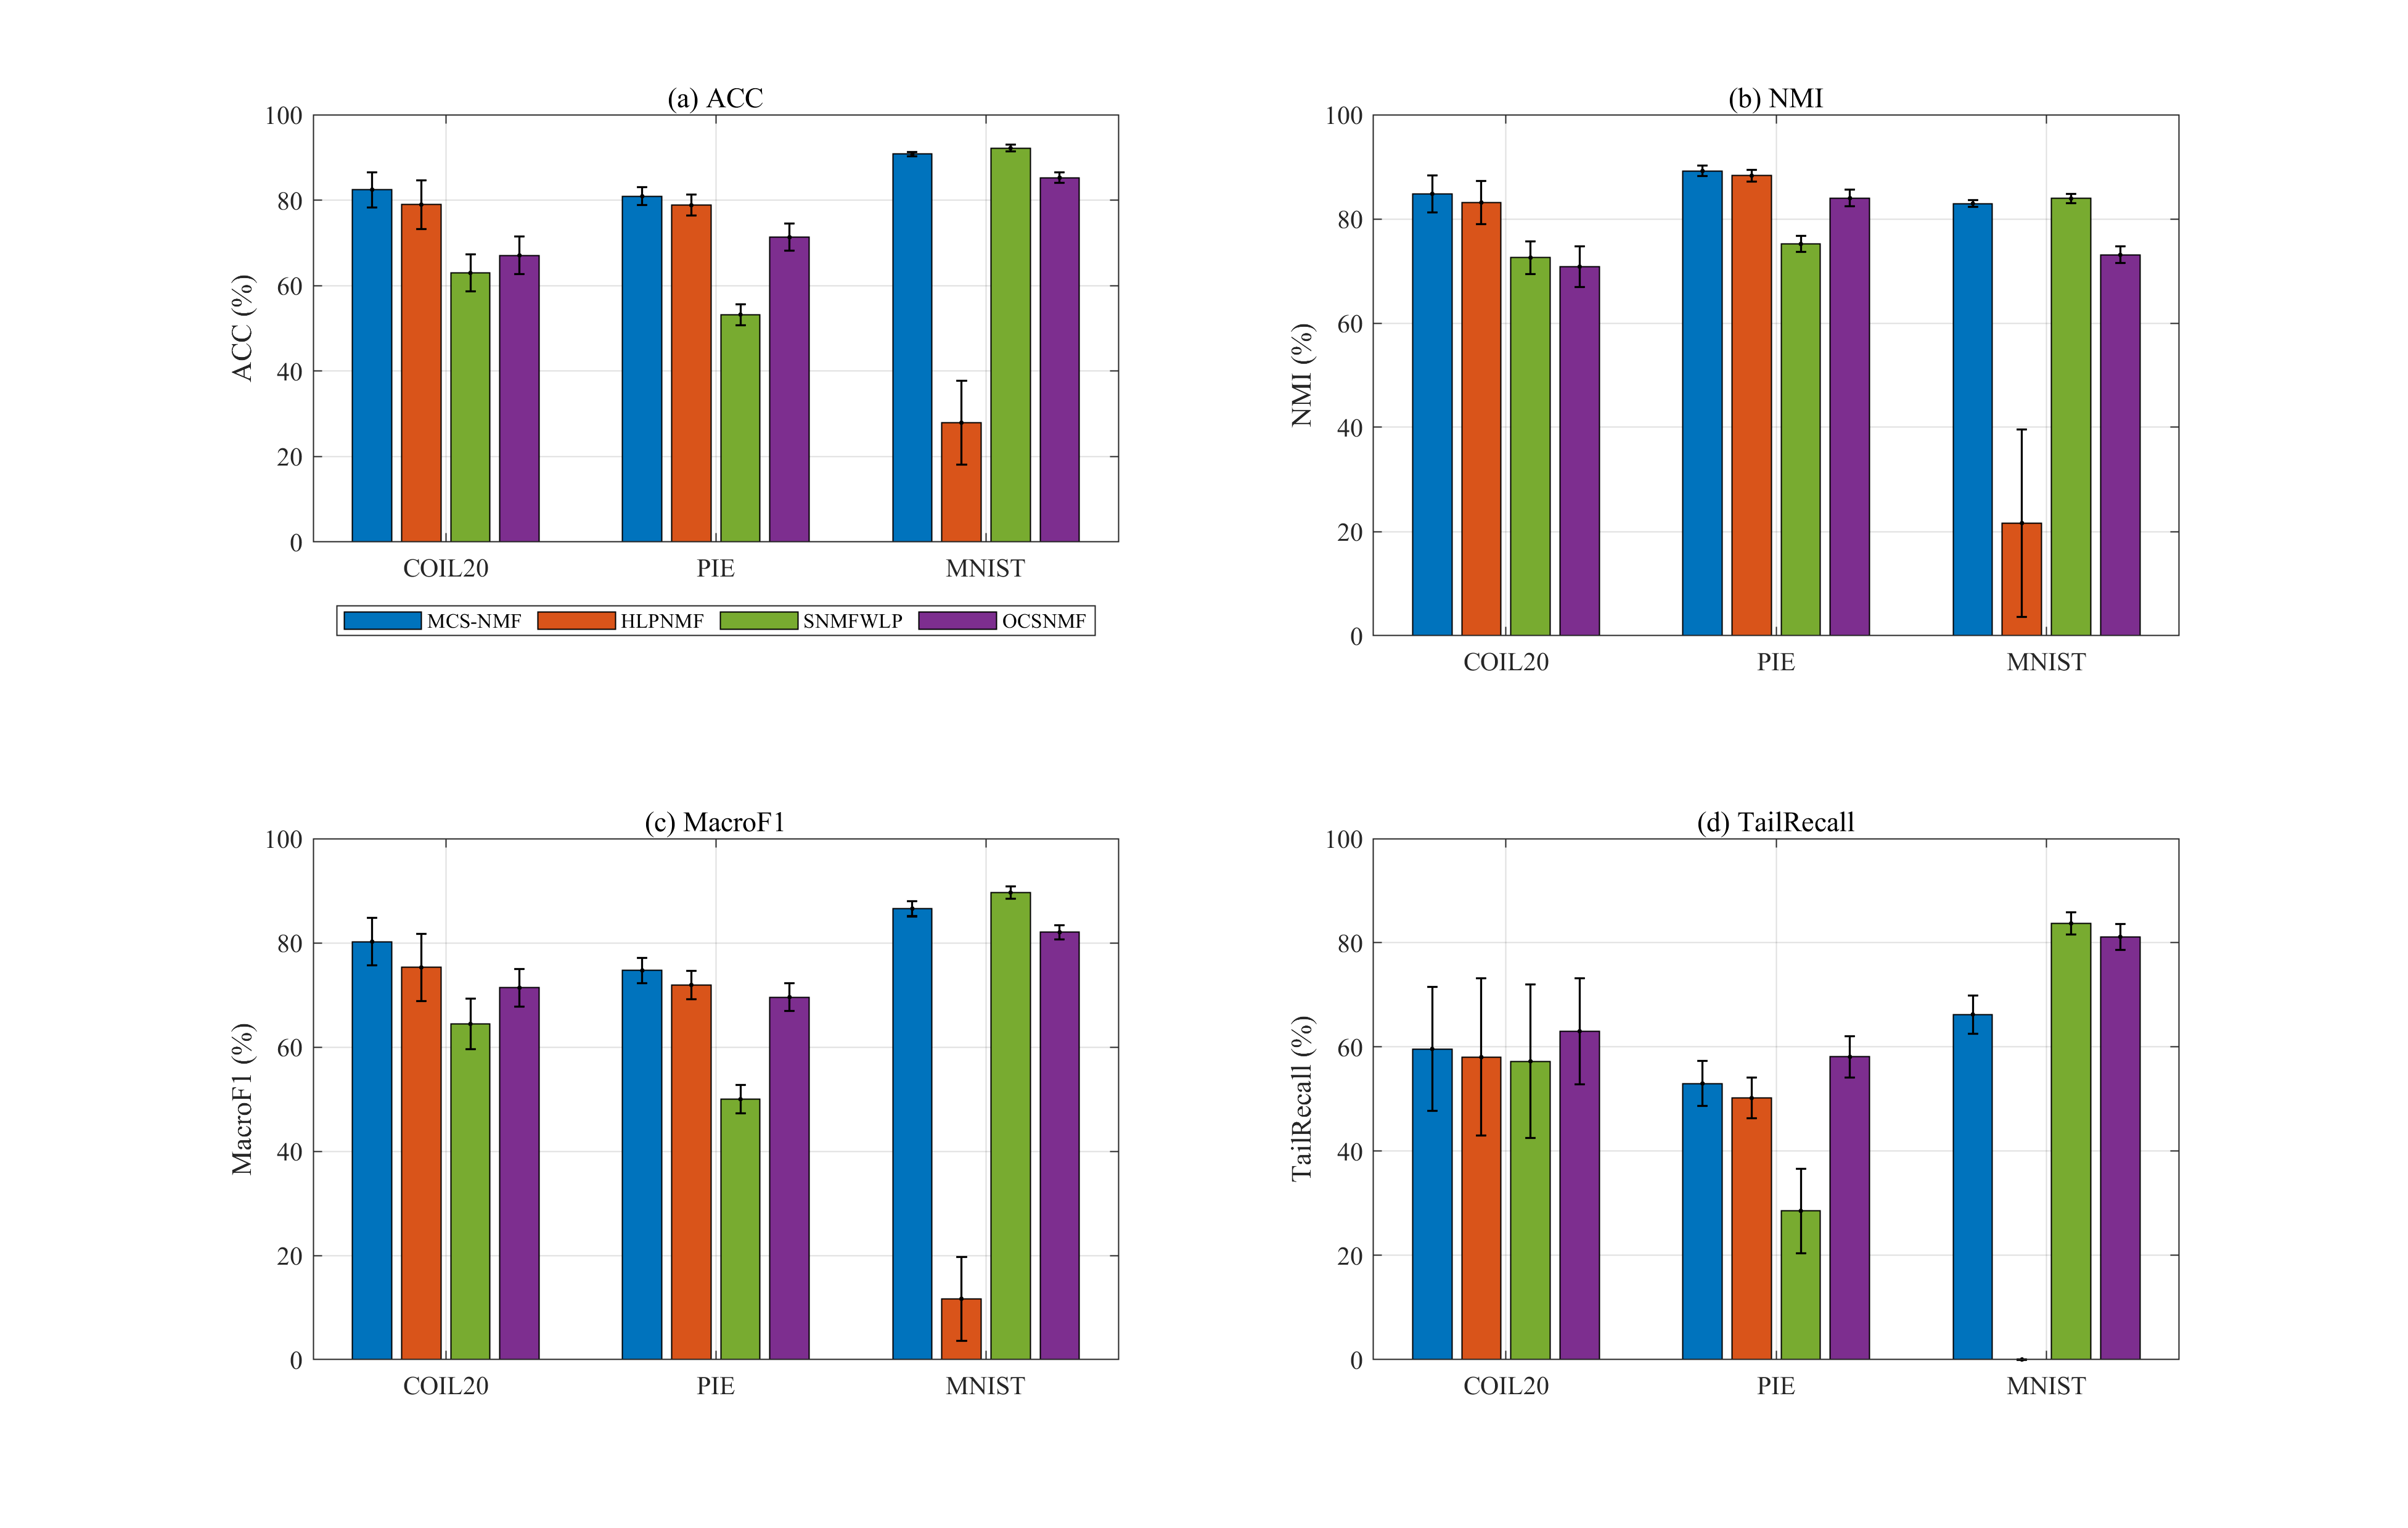 (a) ACC
100
80
60
40
20
0
ACC (%)
COIL20 PIE MNIST
MCS-NMF HLPNMF SNMFWLP OCSNMF
(b) NMI
100
80
60
40
20
0
NMI (%)
COIL20 PIE MNIST
(c) MacroF1
100
80
60
40
20
0
MacroF1 (%)
COIL20 PIE MNIST
(d) TailRecall
100
80
60
40
20
0
TailRecall (%)
COIL20 PIE MNIST